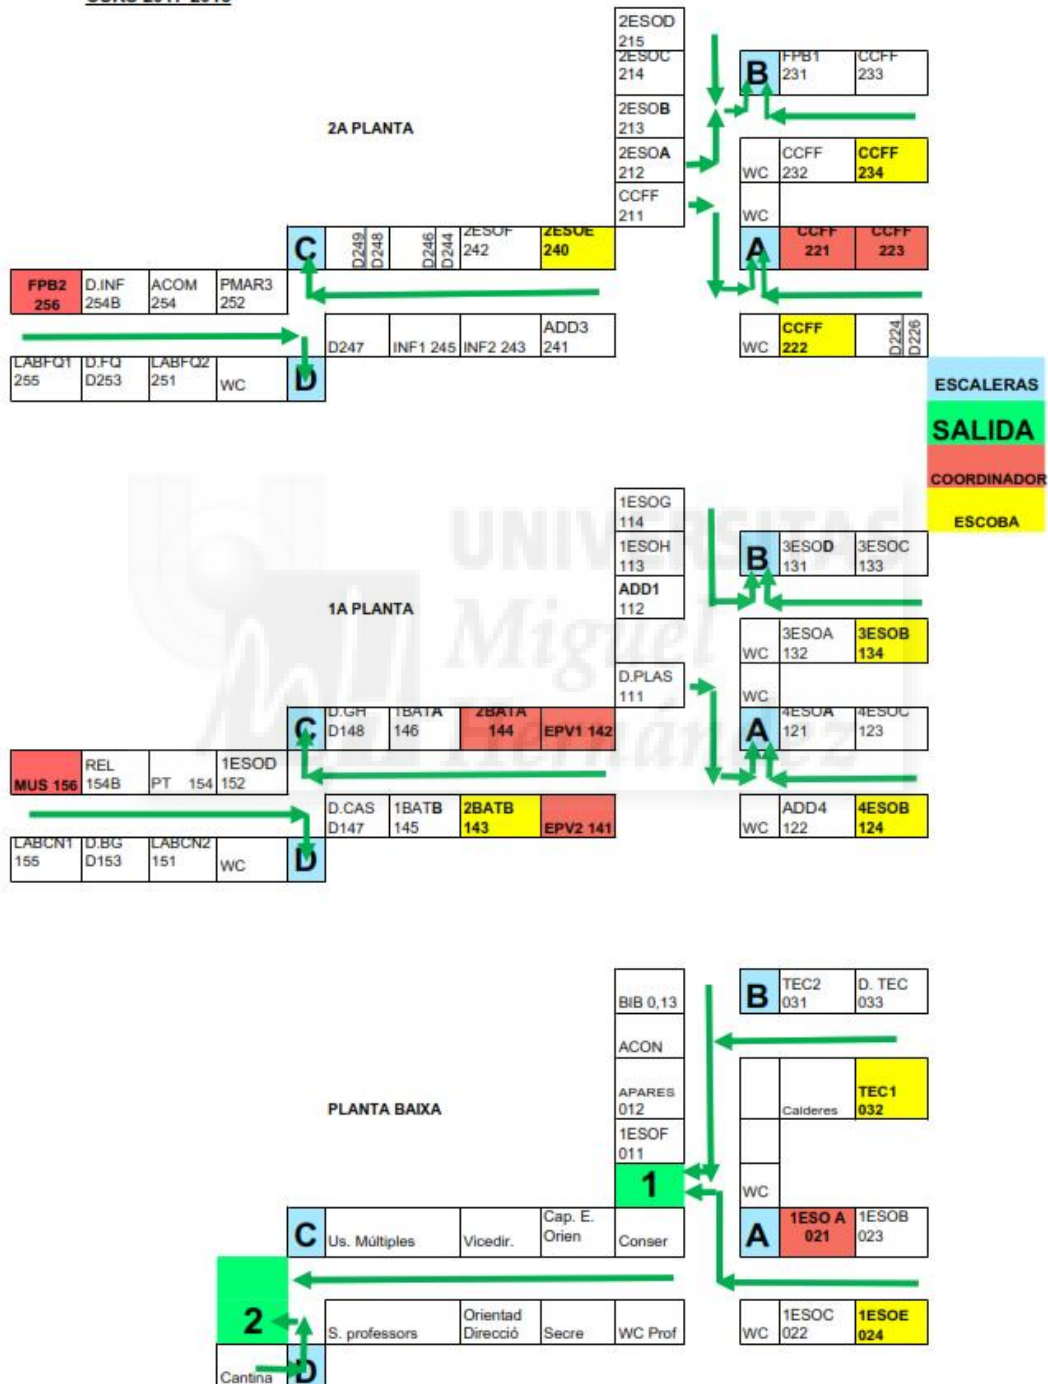 CURS 2017-2018
2ESOD
215
2ESOC
214
2ESOB
213
2ESOA
212
CCFF
211
B
FPB1
231
CCFF
233
2A PLANTA
WC
CCFF
232
CCFF
234
WC
C
D249
D248
D246
D244
2ESOF
242
2ESOE
240
A
CCFF
221
CCFF
223
FPB2
256
D.INF
254B
ACOM
254
PMAR3
252
D247
INF1 245
INF2 243
ADD3
241
WC
CCFF
222
D224
D226
LABFQ1
255
D.FQ
D253
LABFQ2
251
WC
D
ESCALERAS
SALIDA
COORDINADOR
ESCOBA
UNIVERSITAS
Miguel
Hernández
1ESOG
114
1ESOH
113
ADD1
112
B
3ESOD
131
3ESOC
133
1A PLANTA
WC
3ESOA
132
3ESOB
134
D.PLAS
111
WC
C
D.GH
D148
1BATA
146
2BATA
144
EPV1 142
A
4ESOA
121
4ESOC
123
MUS 156
REL
154B
PT 154
1ESOD
152
D.CAS
D147
1BATB
145
2BATB
143
EPV2 141
WC
ADD4
122
4ESOB
124
LABCN1
155
D.BG
D153
LABCN2
151
WC
D
BIB 0,13
B
TEC2
031
D. TEC
033
ACON
PLANTA BAIXA
APARES
012
Calderes
TEC1
032
1ESOF
011
1
WC
C
Us. Múltiples
Vicedir.
Cap. E.
Orien
Conser
A
1ESO A
021
1ESOB
023
2
S. professors
Orientad
Direcció
Secre
WC Prof
WC
1ESOC
022
1ESOE
024
Cantina
D